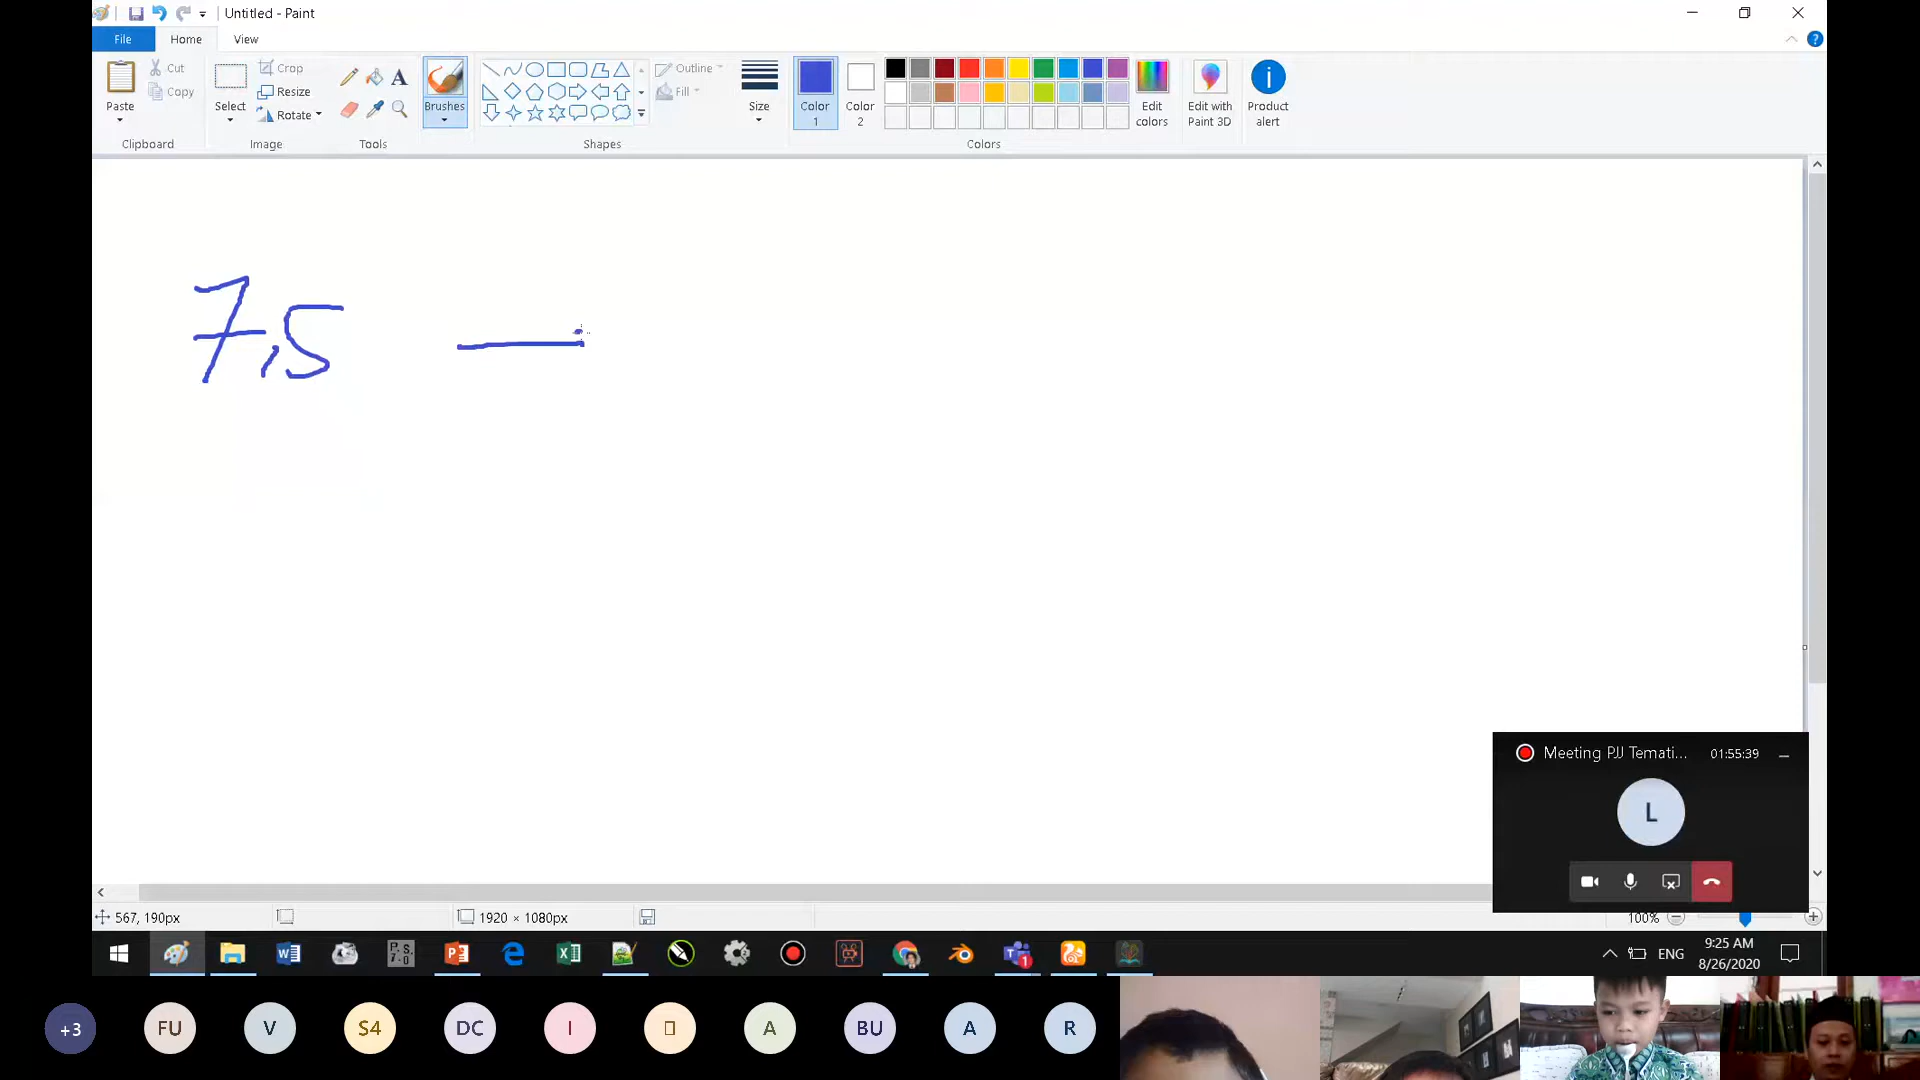 Untitled - Paint
File Home View
Paste Cut Copy Clipboard
Select Crop Resize Rotate Image
Tools
Brushes
Shapes
Outline
Fill
Size
Color 1
Color 2
Colors
Edit colors
Edit with Paint 3D
Product alert
7,5
Meeting PJJ Temati... 01:55:39
L
567, 190px
1920 × 1080px
100%
P.S. 7.0
1
ENG
9:25 AM
8/26/2020
+3 FU V S4 DC I A BU A R